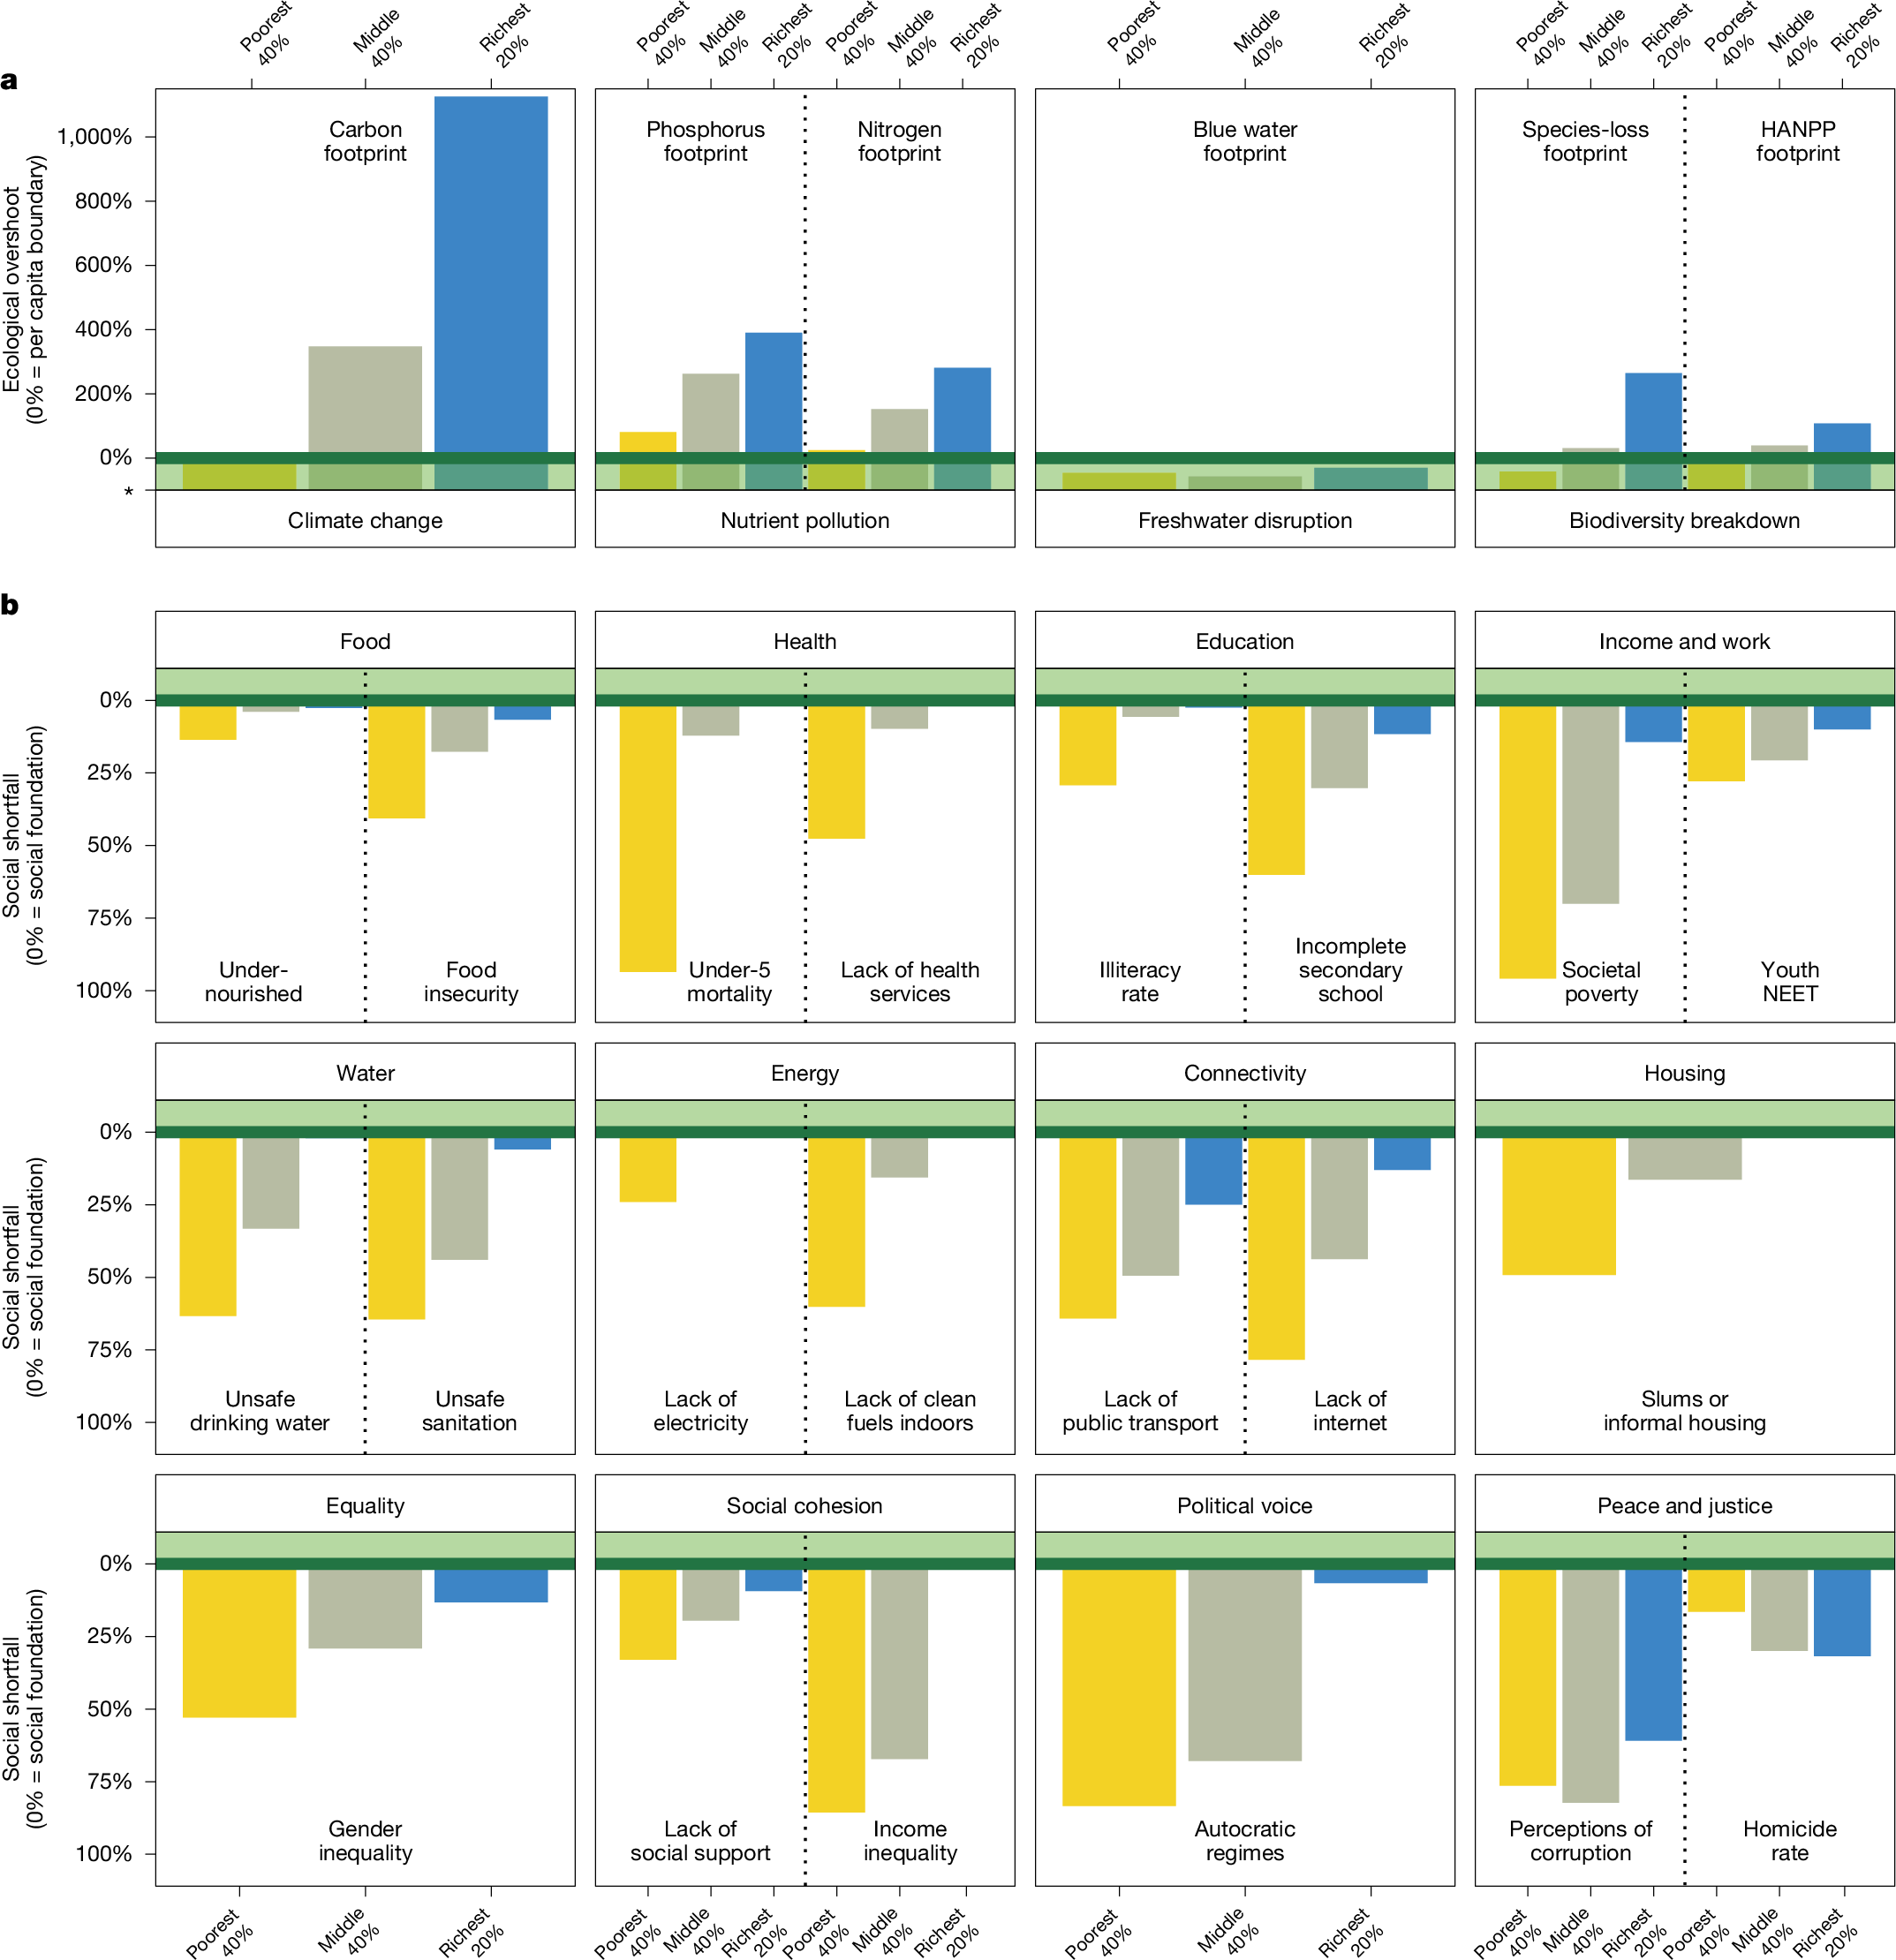 Poorest
40%
Middle
40%
Richest
20%
Poorest
40%
Middle
40%
Richest
20%
Poorest
40%
Middle
40%
Richest
20%
Poorest
40%
Middle
40%
Richest
20%
Poorest
40%
Middle
40%
Richest
20%
Poorest
40%
Middle
40%
Richest
20%
a
Ecological overshoot
(0% = per capita boundary)
1,000%
800%
600%
400%
200%
0%
*
Carbon
footprint
Climate change
Phosphorus
footprint
Nitrogen
footprint
Nutrient pollution
Blue water
footprint
Freshwater disruption
Species-loss
footprint
HANPP
footprint
Biodiversity breakdown
b
Social shortfall
(0% = social foundation)
0%
25%
50%
75%
100%
Food
Under-
nourished
Food
insecurity
Health
Under-5
mortality
Lack of health
services
Education
Illiteracy
rate
Incomplete
secondary
school
Income and work
Societal
poverty
Youth
NEET
Social shortfall
(0% = social foundation)
0%
25%
50%
75%
100%
Water
Unsafe
drinking water
Unsafe
sanitation
Energy
Lack of
electricity
Lack of clean
fuels indoors
Connectivity
Lack of
public transport
Lack of
internet
Housing
Slums or
informal housing
Social shortfall
(0% = social foundation)
0%
25%
50%
75%
100%
Equality
Gender
inequality
Social cohesion
Lack of
social support
Income
inequality
Political voice
Autocratic
regimes
Peace and justice
Perceptions of
corruption
Homicide
rate
Poorest
40%
Middle
40%
Richest
20%
Poorest
40%
Middle
40%
Richest
20%
Poorest
40%
Middle
40%
Richest
20%
Poorest
40%
Middle
40%
Richest
20%
Poorest
40%
Middle
40%
Richest
20%
Poorest
40%
Middle
40%
Richest
20%